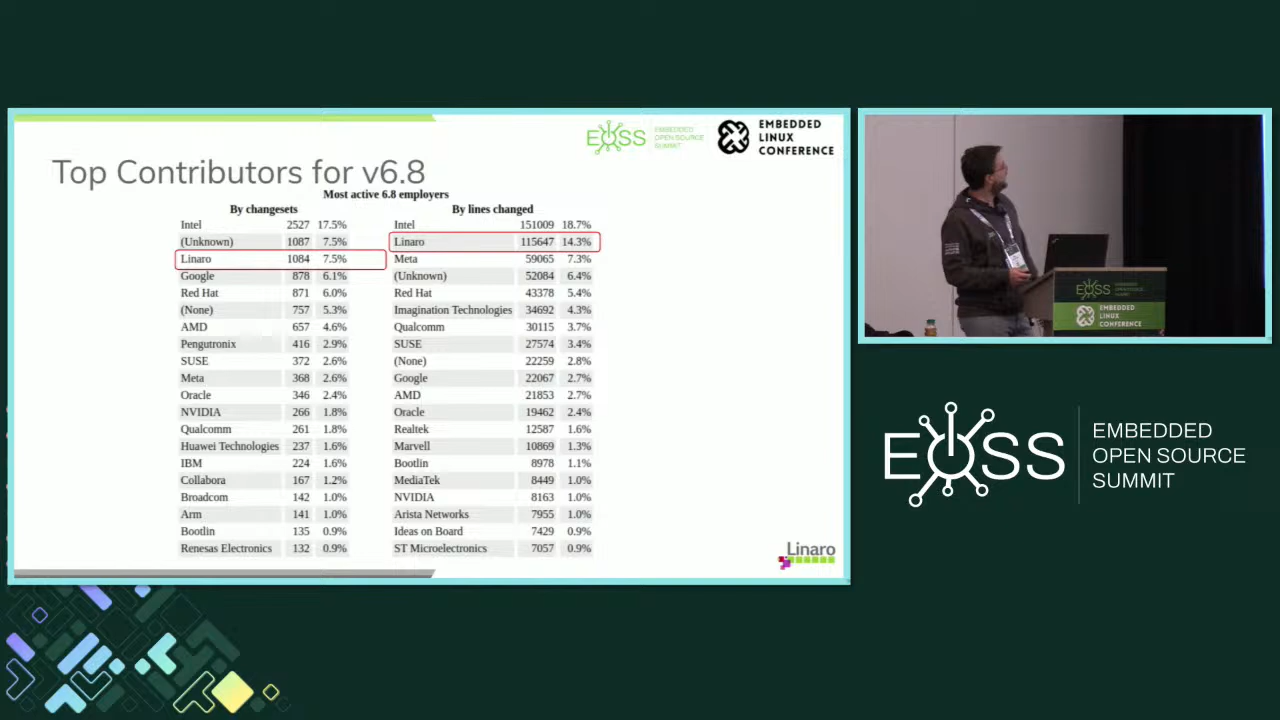 EOSS
EMBEDDED
OPEN SOURCE
SUMMIT
EMBEDDED
LINUX
CONFERENCE
Top Contributors for v6.8
Most active 6.8 employers
By changesets By lines changed
Intel 2527 17.5% Intel 151009 18.7%
(Unknown) 1087 7.5% Linaro 115647 14.3%
Linaro 1084 7.5% Meta 59065 7.3%
Google 878 6.1% (Unknown) 52084 6.4%
Red Hat 871 6.0% Red Hat 43378 5.4%
(None) 757 5.3% Imagination Technologies 34692 4.3%
AMD 657 4.6% Qualcomm 30115 3.7%
Pengutronix 416 2.9% SUSE 27574 3.4%
SUSE 372 2.6% (None) 22259 2.8%
Meta 368 2.6% Google 22067 2.7%
Oracle 346 2.4% AMD 21853 2.7%
NVIDIA 266 1.8% Oracle 19462 2.4%
Qualcomm 261 1.8% Realtek 12587 1.6%
Huawei Technologies 237 1.6% Marvell 10869 1.3%
IBM 224 1.6% Bootlin 8978 1.1%
Collabora 167 1.2% MediaTek 8449 1.0%
Broadcom 142 1.0% NVIDIA 8163 1.0%
Arm 141 1.0% Arista Networks 7955 1.0%
Bootlin 135 0.9% Ideas on Board 7429 0.9%
Renesas Electronics 132 0.9% ST Microelectronics 7057 0.9%
Linaro
EOSS
EMBEDDED
LINUX
CONFERENCE
EOSS
EMBEDDED
OPEN SOURCE
SUMMIT